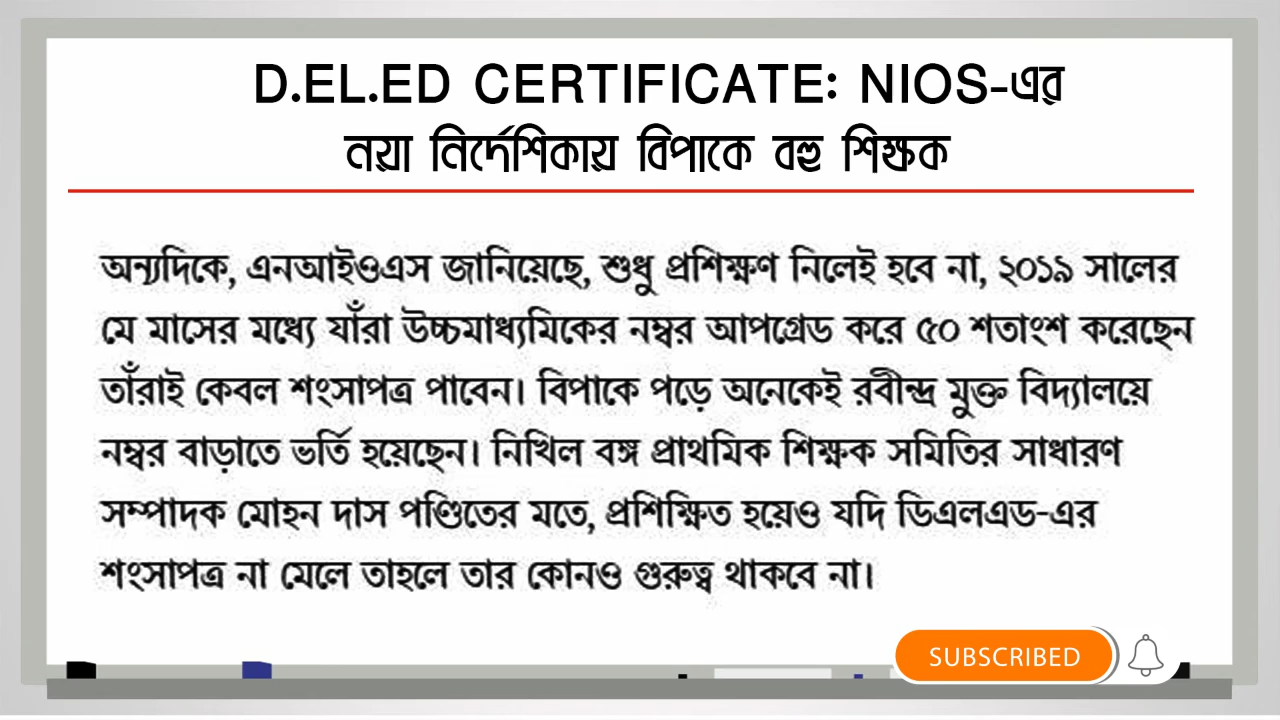 D.EL.ED CERTIFICATE: NIOS-এর
নয়া নির্দেশিকায় বিপাকে বহু শিক্ষক
অন্যদিকে, এনআইওএস জানিয়েছে, শুধু প্রশিক্ষণ নিলেই হবে না, ২০১৯ সালের
মে মাসের মধ্যে যাঁরা উচ্চমাধ্যমিকের নম্বর আপগ্রেড করে ৫০ শতাংশ করেছেন
তাঁরাই কেবল শংসাপত্র পাবেন। বিপাকে পড়ে অনেকেই রবীন্দ্র মুক্ত বিদ্যালয়ে
নম্বর বাড়াতে ভর্তি হয়েছেন। নিখিল বঙ্গ প্রাথমিক শিক্ষক সমিতির সাধারণ
সম্পাদক মোহন দাস পণ্ডিতের মতে, প্রশিক্ষিত হয়েও যদি ডিএলএড-এর
শংসাপত্র না মেলে তাহলে তার কোনও গুরুত্ব থাকবে না।
SUBSCRIBED